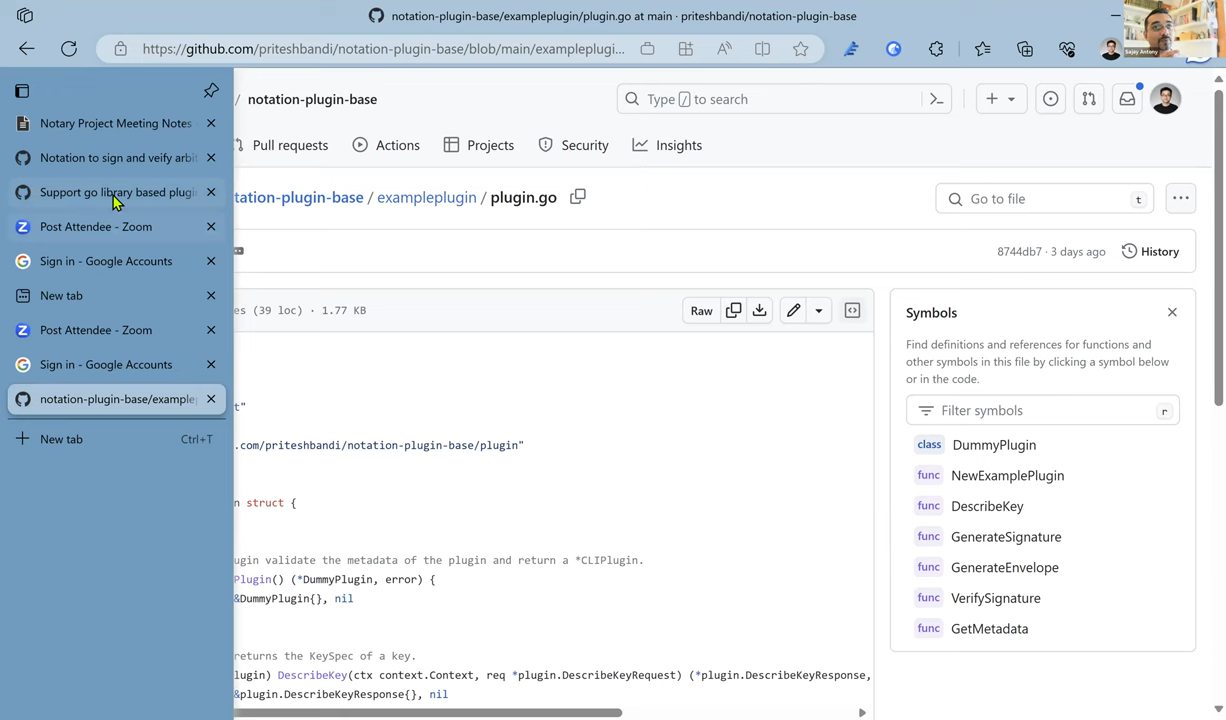 notation-plugin-base/exampleplugin/plugin.go at main · priteshbandi/notation-plugin-base
https://github.com/priteshbandi/notation-plugin-base/blob/main/exampleplugi...
Sajay Antony
Notary Project Meeting Notes
Notation to sign and veify arbit
Support go library based plugi
Post Attendee - Zoom
Sign in - Google Accounts
New tab
Post Attendee - Zoom
Sign in - Google Accounts
notation-plugin-base/example
New tab Ctrl+T
/ notation-plugin-base
Type / to search
Pull requests
Actions
Projects
Security
Insights
tation-plugin-base / exampleplugin / plugin.go
Go to file t
8744db7 · 3 days ago
History
es (39 loc) · 1.77 KB
Raw
t"
.com/priteshbandi/notation-plugin-base/plugin"
n struct {
ugin validate the metadata of the plugin and return a *CLIPlugin.
Plugin() (*DummyPlugin, error) {
&DummyPlugin{}, nil
returns the KeySpec of a key.
lugin) DescribeKey(ctx context.Context, req *plugin.DescribeKeyRequest) (*plugin.DescribeKeyResponse,
&plugin.DescribeKeyResponse{}, nil
Symbols
Find definitions and references for functions and
other symbols in this file by clicking a symbol below
or in the code.
Filter symbols r
class DummyPlugin
func NewExamplePlugin
func DescribeKey
func GenerateSignature
func GenerateEnvelope
func VerifySignature
func GetMetadata